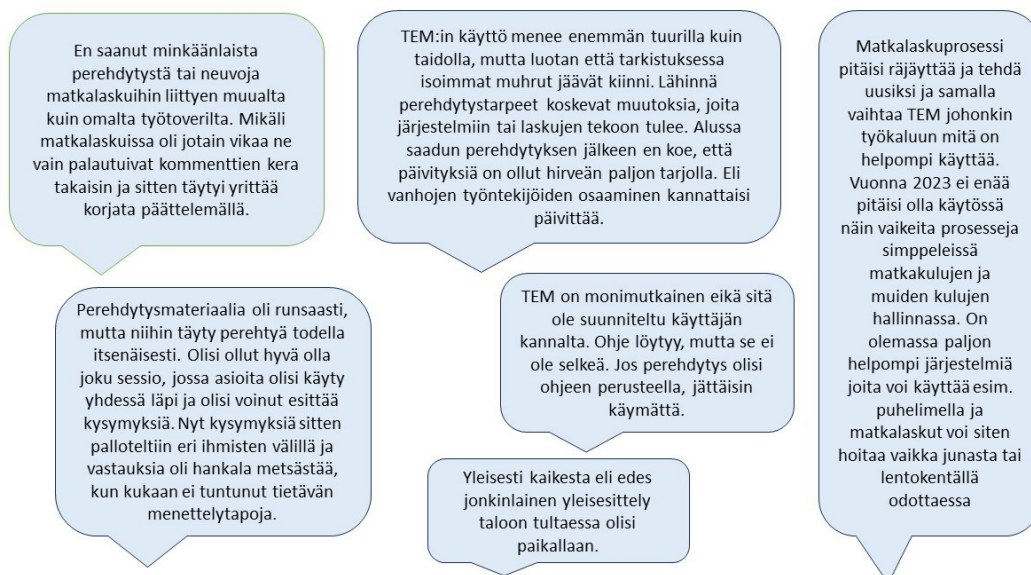 En saanut minkäänlaista
perehdytystä tai neuvoja
matkalaskuihin liittyen muualta
kuin omalta työtoverilta. Mikäli
matkalaskuissa oli jotain vikaa ne
vain palautuivat kommenttien kera
takaisin ja sitten täytyi yrittää
korjata päättelemällä.
TEM:in käyttö menee enemmän tuurilla kuin
taidolla, mutta luotan että tarkistuksessa
isoimmat muhrut jäävät kiinni. Lähinnä
perehdytystarpeet koskevat muutoksia, joita
järjestelmiin tai laskujen tekoon tulee. Alussa
saadun perehdytyksen jälkeen en koe, että
päivityksiä on ollut hirveän paljon tarjolla. Eli
vanhojen työntekijöiden osaaminen kannattaisi
päivittää.
Matkalaskuprosessi
pitäisi räjäyttää ja tehdä
uusiksi ja samalla
vaihtaa TEM johonkin
työkaluun mitä on
helpompi käyttää.
Vuonna 2023 ei enää
pitäisi olla käytössä
näin vaikeita prosesseja
simppeleissä
matkakulujen ja
muiden kulujen
hallinnassa. On
olemassa paljon
helpompi järjestelmiä
joita voi käyttää esim.
puhelimella ja
matkalaskut voi siten
hoitaa vaikka junasta tai
lentokentällä
odottaessa
Perehdytysmateriaalia oli runsaasti,
mutta niihin täyty perehtyä todella
itsenäisesti. Olisi ollut hyvä olla
joku sessio, jossa asioita olisi käyty
yhdessä läpi ja olisi voinut esittää
kysymyksiä. Nyt kysymyksiä sitten
palloteltiin eri ihmisten välillä ja
vastauksia oli hankala metsästää,
kun kukaan ei tuntunut tietävän
menettelytapoja.
TEM on monimutkainen eikä sitä
ole suunniteltu käyttäjän
kannalta. Ohje löytyy, mutta se ei
ole selkeä. Jos perehdytys olisi
ohjeen perusteella, jättäisin
käymättä.
Yleisesti kaikesta eli edes
jonkinlainen yleisesittely
taloon tultaessa olisi
paikallaan.